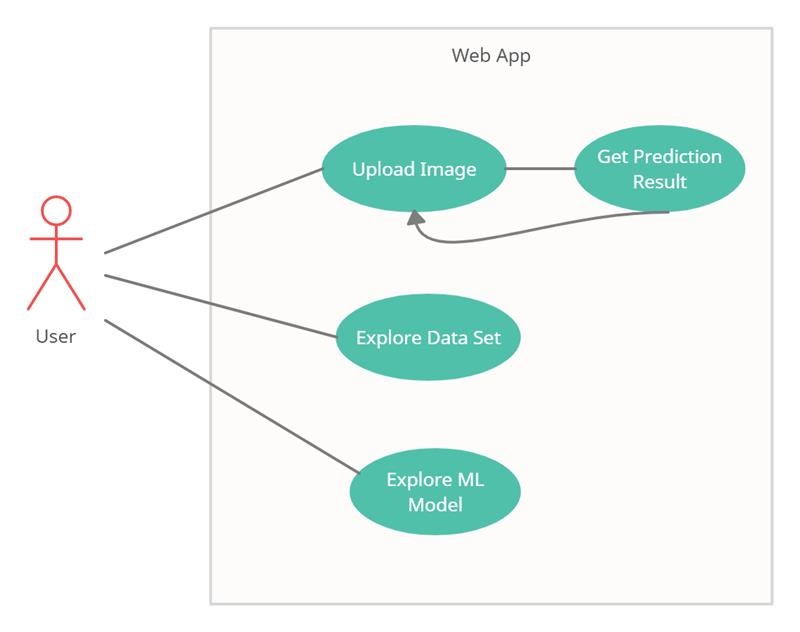 Web App
Upload Image
Get Prediction
Result
User
Explore Data Set
Explore ML
Model